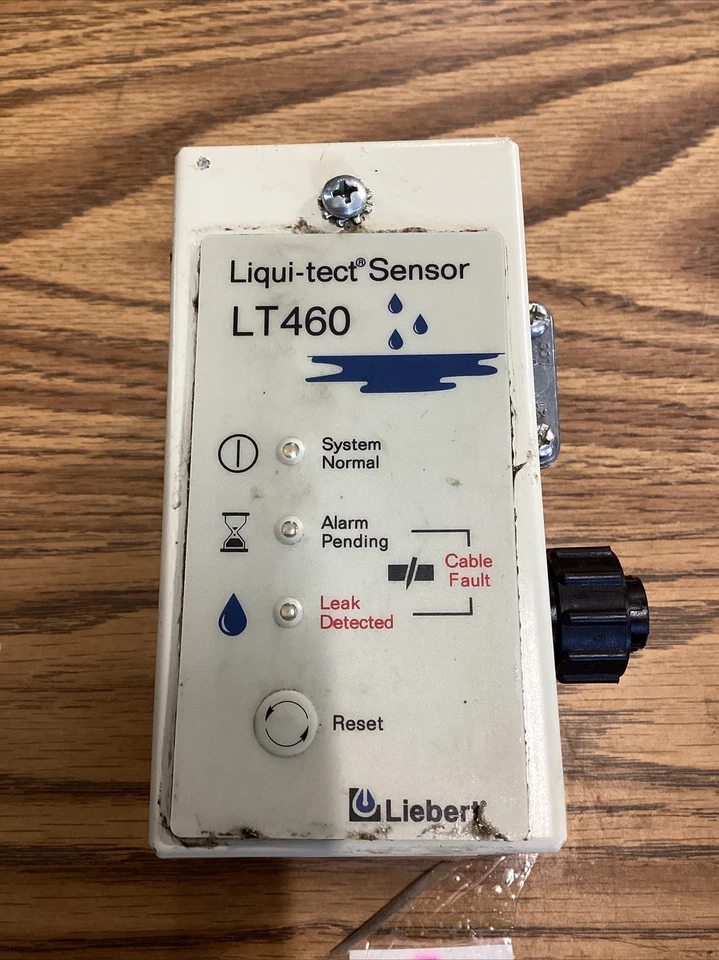 Liqui-tect® Sensor
LT460
System
Normal
Alarm
Pending
Cable
Fault
Leak
Detected
Reset
Liebert®